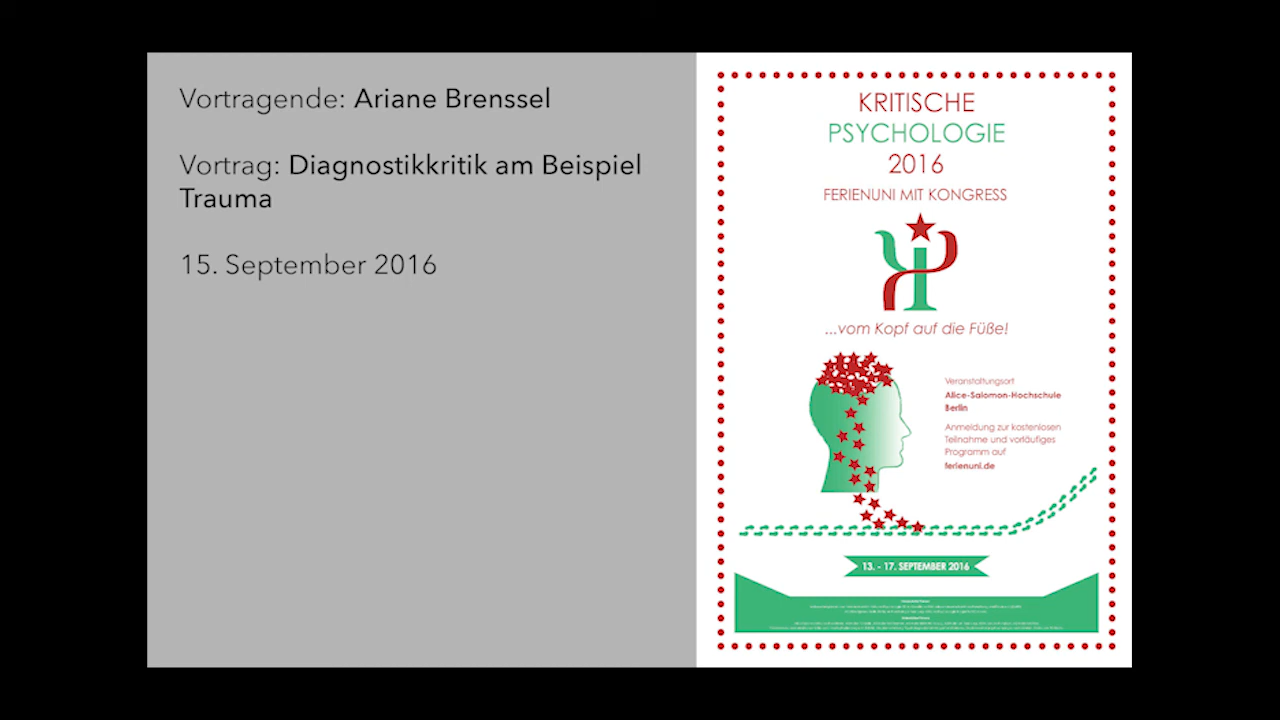 Vortragende: Ariane Brenssel
Vortrag: Diagnostikkritik am Beispiel
Trauma
15. September 2016
KRITISCHE
PSYCHOLOGIE
2016
FERIENUNI MIT KONGRESS
...vom Kopf auf die Füße!
Veranstaltungsort
Alice-Salomon-Hochschule
Berlin
Anmeldung zur kostenlosen
Teilnahme und vorläufiges
Programm auf
ferienuni.de
13. - 17. SEPTEMBER 2016